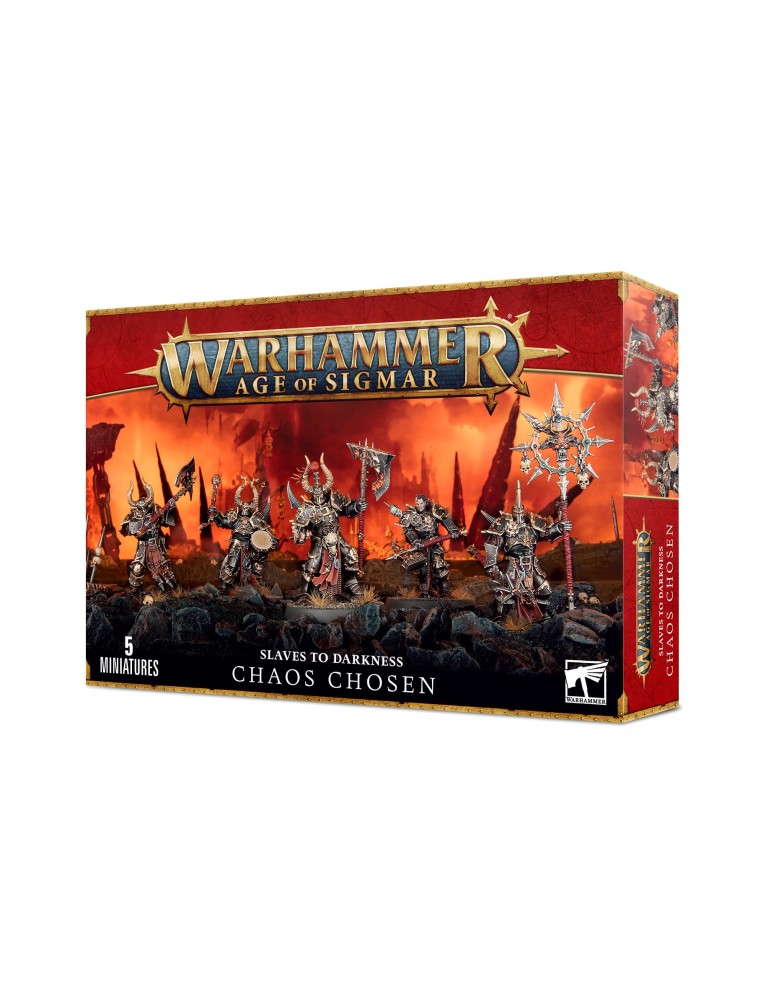 WARHAMMER®
AGE OF SIGMAR
5
MINIATURES
SLAVES TO DARKNESS
CHAOS CHOSEN
WARHAMMER
WARHAMMER
AGE OF SIGMAR
SLAVES TO DARKNESS
CHAOS CHOSEN